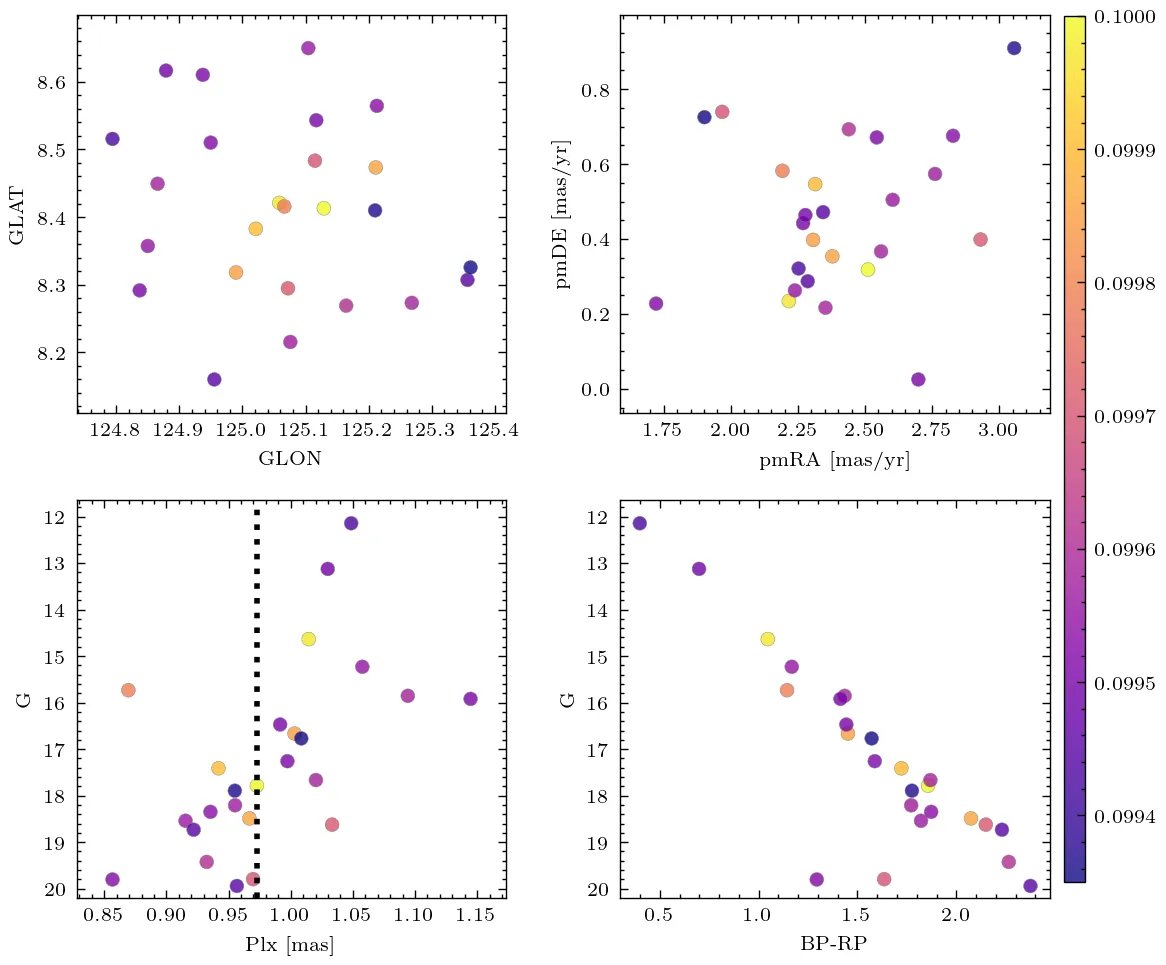 8.6
8.5
8.4
8.3
8.2
GLAT
124.8 124.9 125.0 125.1 125.2 125.3 125.4
GLON
0.8
0.6
0.4
0.2
0.0
pmDE [mas/yr]
1.75 2.00 2.25 2.50 2.75 3.00
pmRA [mas/yr]
0.1000
0.0999
0.0998
0.0997
0.0996
0.0995
0.0994
12
13
14
15
16
17
18
19
20
G
0.85 0.90 0.95 1.00 1.05 1.10 1.15
Plx [mas]
12
13
14
15
16
17
18
19
20
G
0.5 1.0 1.5 2.0
BP-RP